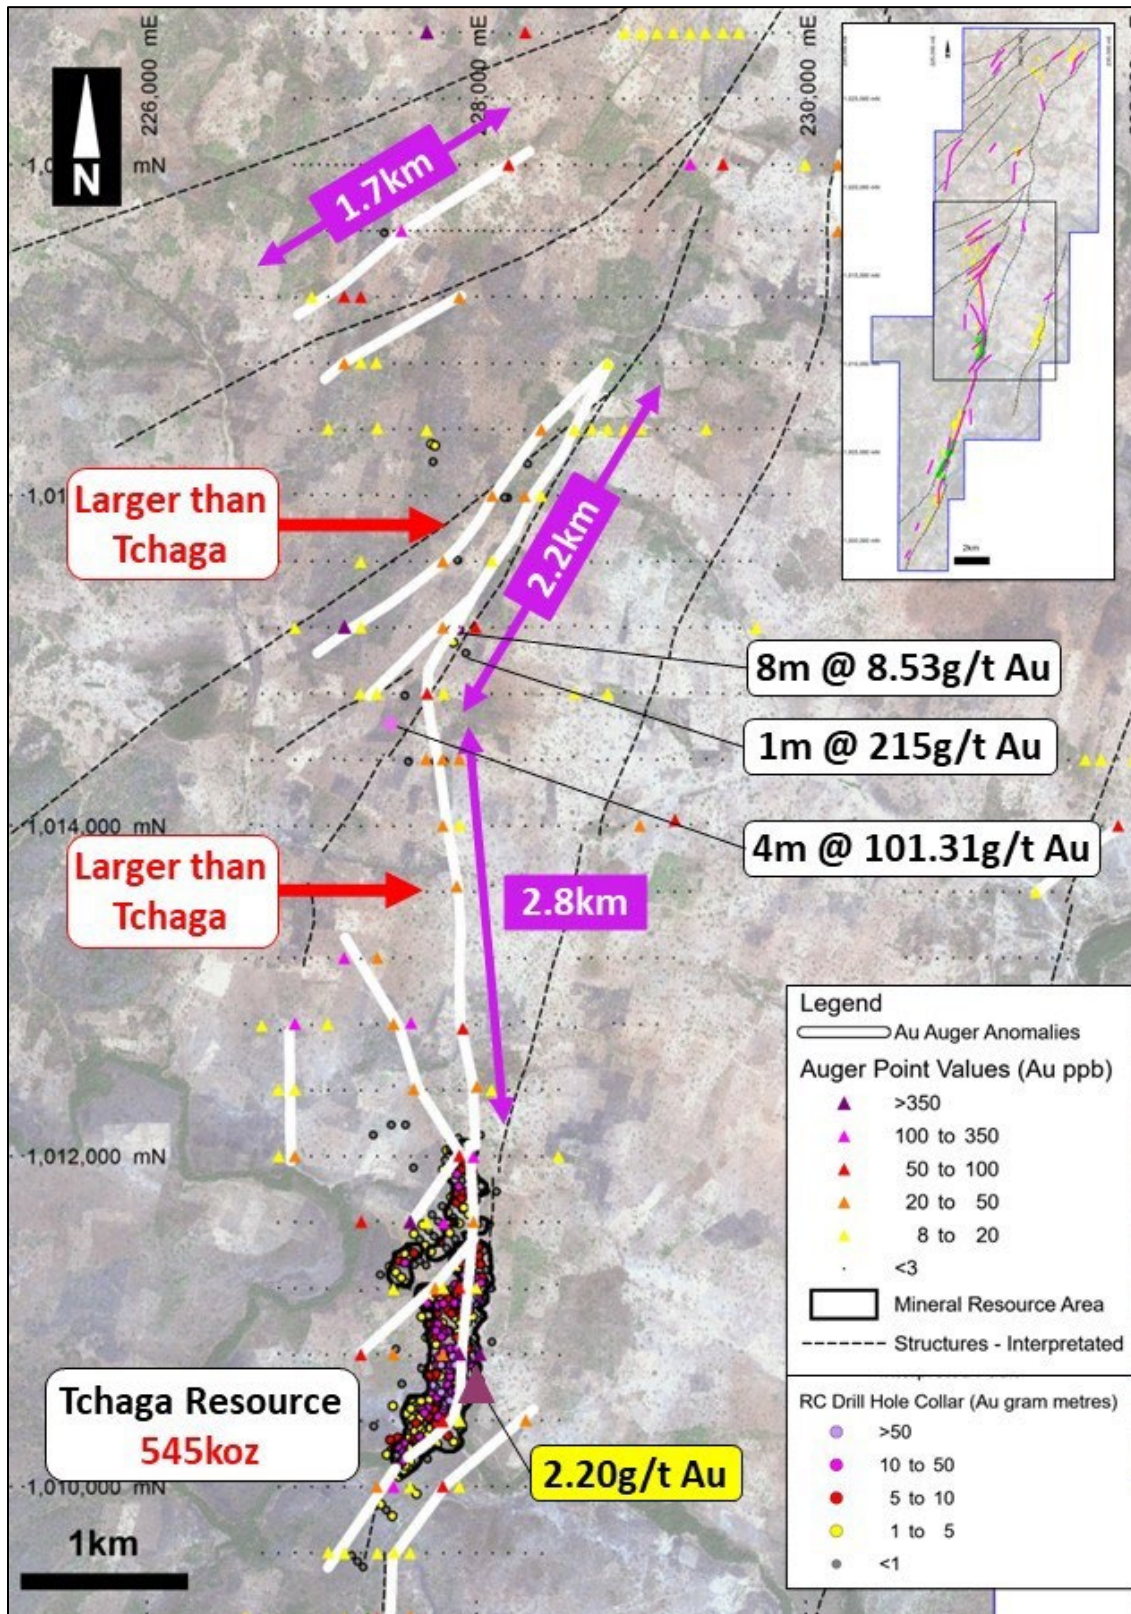 226,000 mE
228,000 mE
230,000 mE
N
mN
1.7km
Larger than
Tchaga
2.2km
8m @ 8.53g/t Au
1m @ 215g/t Au
4m @ 101.31g/t Au
1,014,000 mN
Larger than
Tchaga
2.8km
1,012,000 mN
Tchaga Resource
545koz
2.20g/t Au
1,010,000 mN
1km
2km
Legend
Au Auger Anomalies
Auger Point Values (Au ppb)
>350
100 to 350
50 to 100
20 to 50
8 to 20
<3
Mineral Resource Area
Structures - Interpretated
RC Drill Hole Collar (Au gram metres)
>50
10 to 50
5 to 10
1 to 5
<1